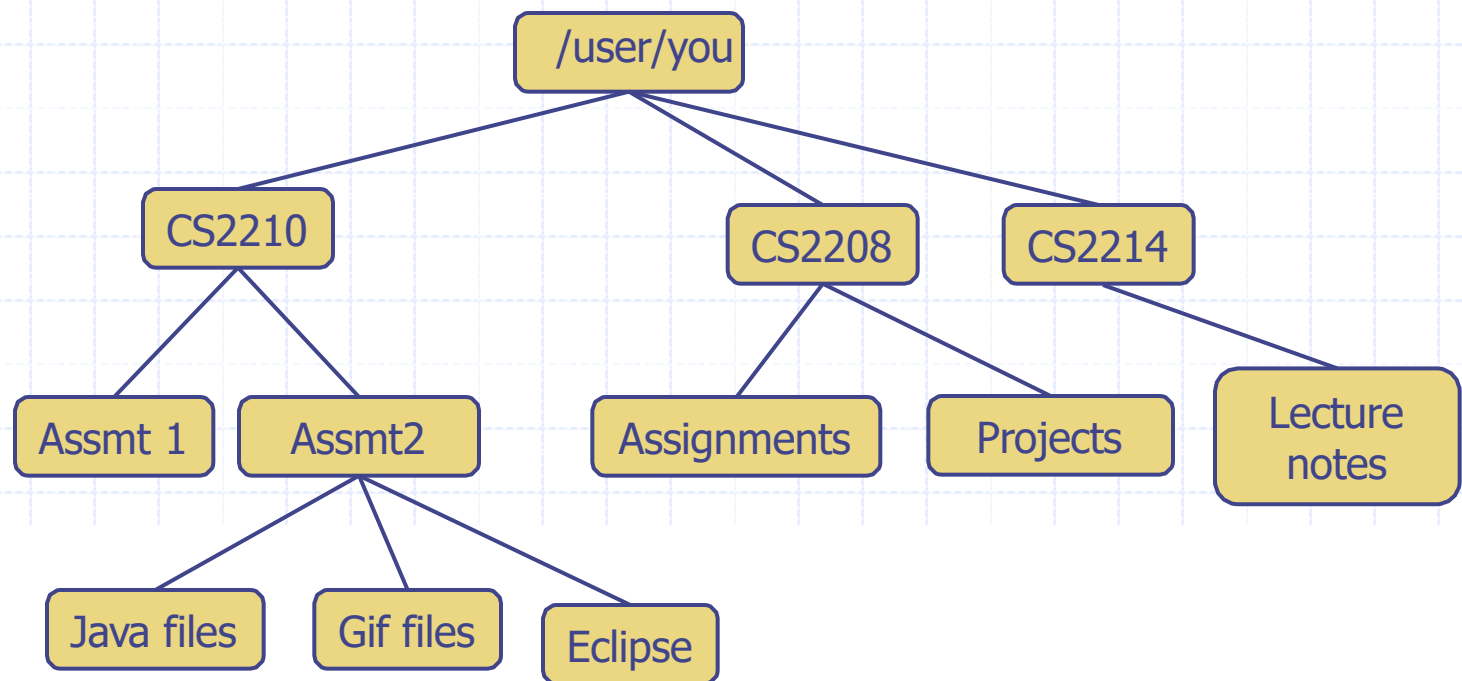 /user/you
CS2210
CS2208
CS2214
Assmt 1
Assmt2
Assignments
Projects
Lecture
notes
Java files
Gif files
Eclipse